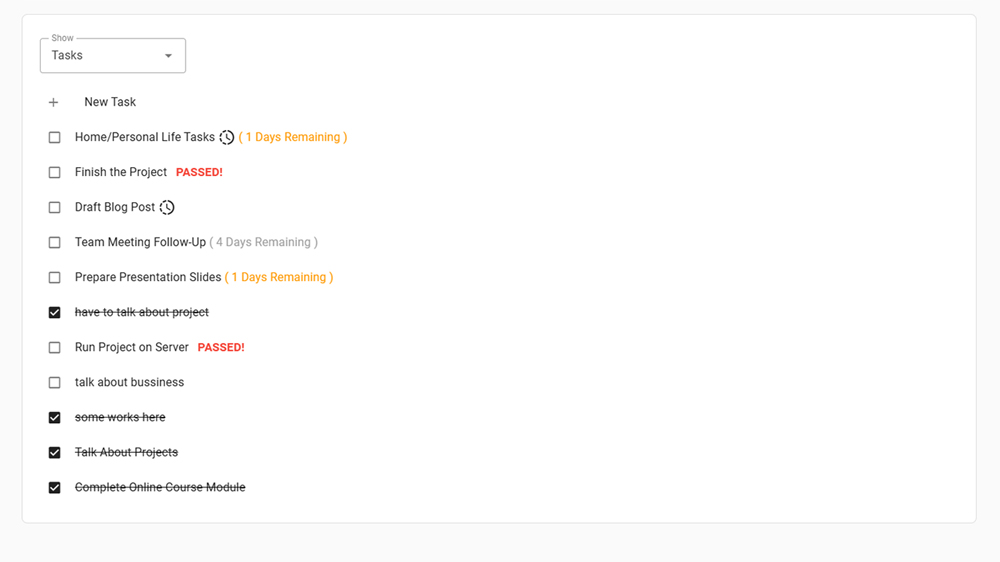 Show
Tasks
New Task
Home/Personal Life Tasks ( 1 Days Remaining )
Finish the Project PASSED!
Draft Blog Post
Team Meeting Follow-Up ( 4 Days Remaining )
Prepare Presentation Slides ( 1 Days Remaining )
have to talk about project
Run Project on Server PASSED!
talk about bussiness
some works here
Talk About Projects
Complete Online Course Module